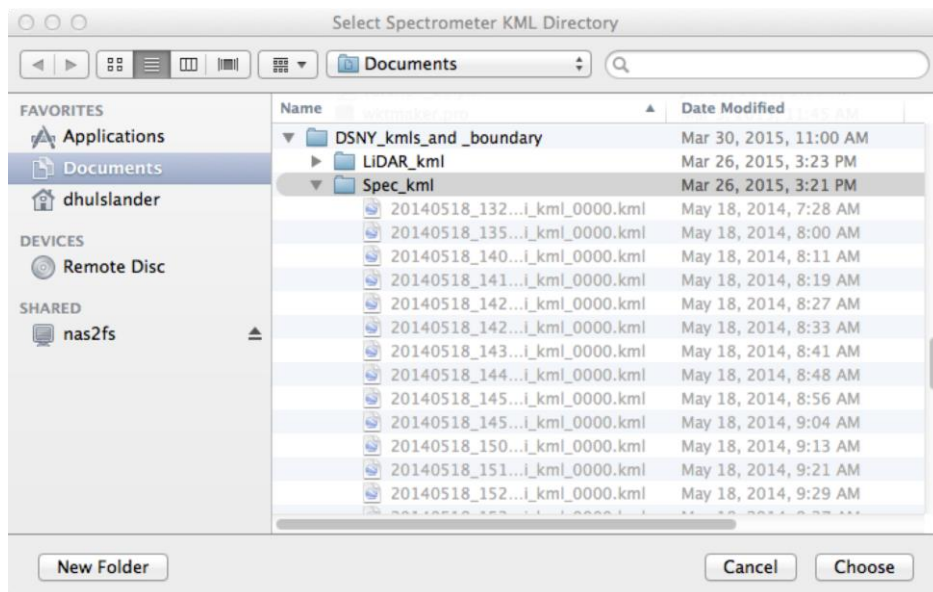 Select Spectrometer KML Directory
Documents
FAVORITES
Applications
Documents
dhulslander
DEVICES
Remote Disc
SHARED
nas2fs
Name Date Modified
DSNY_kmls_and _boundary Mar 30, 2015, 11:00 AM
LiDAR_kml Mar 26, 2015, 3:23 PM
Spec_kml Mar 26, 2015, 3:21 PM
20140518_132...i_kml_0000.kml May 18, 2014, 7:28 AM
20140518_135...i_kml_0000.kml May 18, 2014, 8:00 AM
20140518_140...i_kml_0000.kml May 18, 2014, 8:11 AM
20140518_141...i_kml_0000.kml May 18, 2014, 8:19 AM
20140518_142...i_kml_0000.kml May 18, 2014, 8:27 AM
20140518_142...i_kml_0000.kml May 18, 2014, 8:33 AM
20140518_143...i_kml_0000.kml May 18, 2014, 8:41 AM
20140518_144...i_kml_0000.kml May 18, 2014, 8:48 AM
20140518_145...i_kml_0000.kml May 18, 2014, 8:56 AM
20140518_145...i_kml_0000.kml May 18, 2014, 9:04 AM
20140518_150...i_kml_0000.kml May 18, 2014, 9:13 AM
20140518_151...i_kml_0000.kml May 18, 2014, 9:21 AM
20140518_152...i_kml_0000.kml May 18, 2014, 9:29 AM
New Folder Cancel Choose